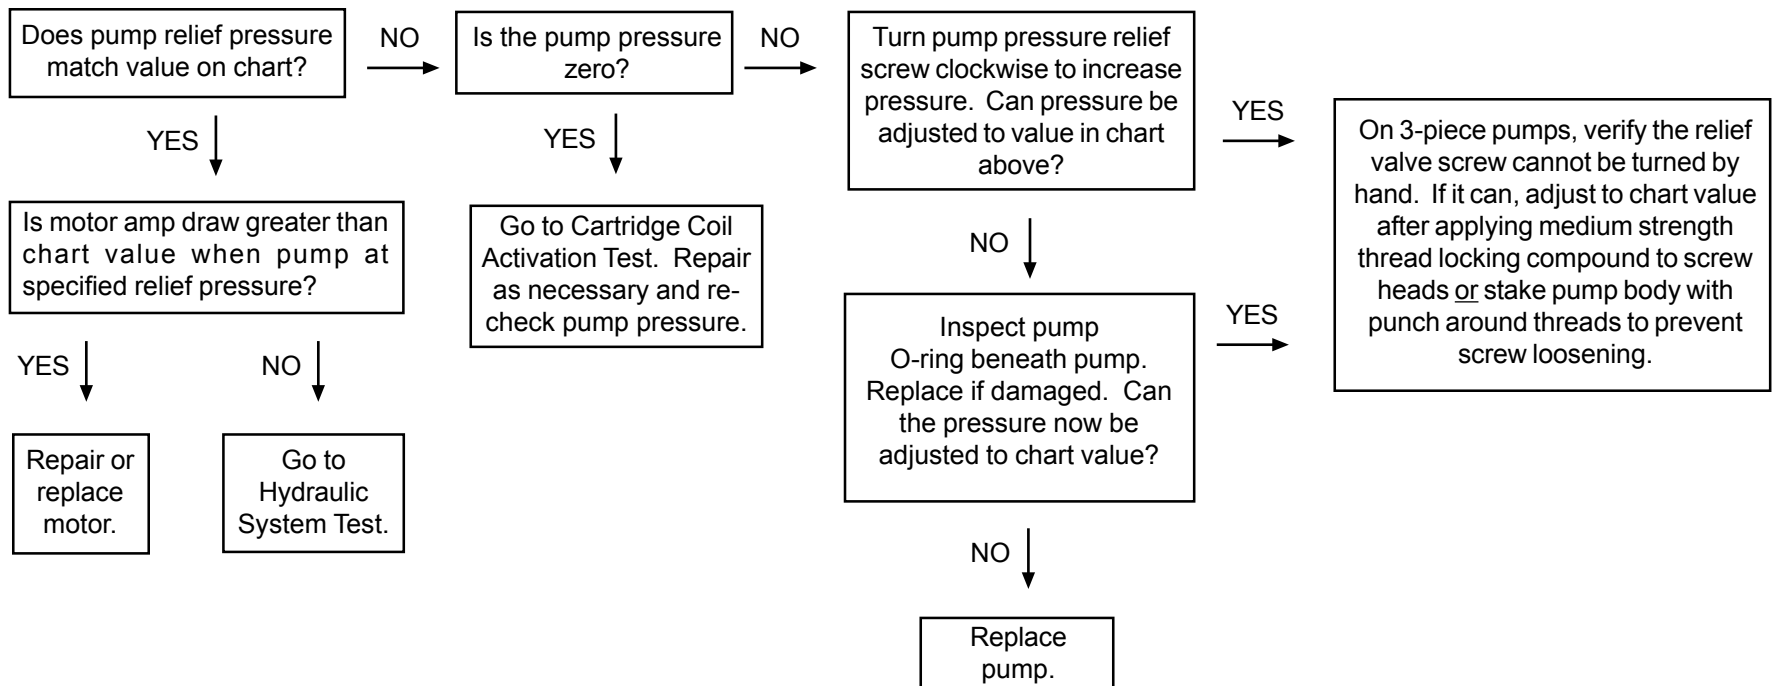 Does pump relief pressure
match value on chart?
NO
Is the pump pressure
zero?
NO
Turn pump pressure relief
screw clockwise to increase
pressure. Can pressure be
adjusted to value in chart
above?
YES
On 3-piece pumps, verify the relief
valve screw cannot be turned by
hand. If it can, adjust to chart value
after applying medium strength
thread locking compound to screw
heads or stake pump body with
punch around threads to prevent
screw loosening.
YES
Is motor amp draw greater than
chart value when pump at
specified relief pressure?
YES
Go to Cartridge Coil
Activation Test. Repair
as necessary and re-
check pump pressure.
NO
Inspect pump
O-ring beneath pump.
Replace if damaged. Can
the pressure now be
adjusted to chart value?
YES
YES
Repair or
replace
motor.
NO
Go to
Hydraulic
System Test.
NO
Replace
pump.